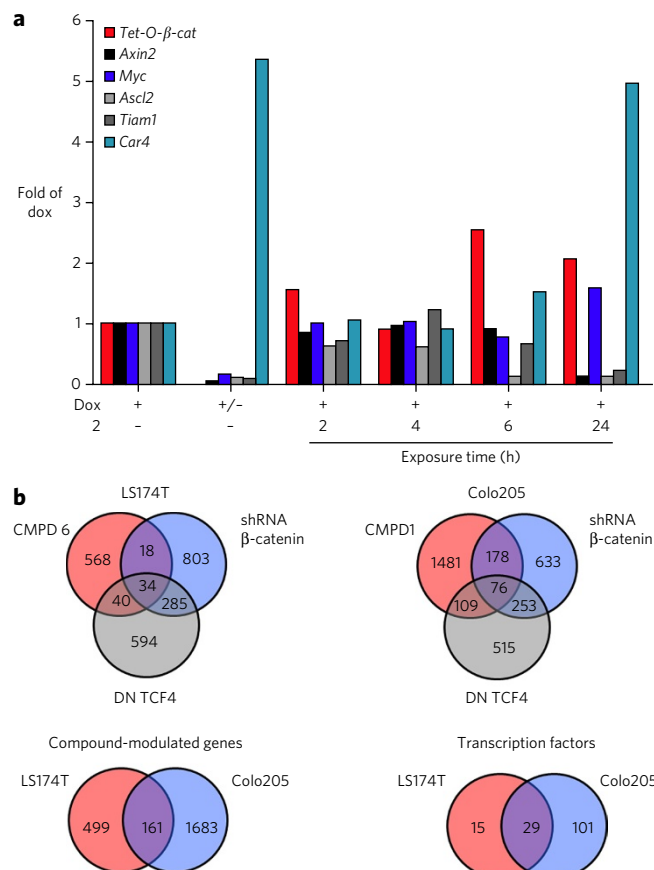 a
6
5
4
3
2
1
0
Fold of
dox
Tet-O-β-cat
Axin2
Myc
Ascl2
Tiam1
Car4
Dox + +/– + + + +
2 – – 2 4 6 24
Exposure time (h)
b
LS174T
CMPD 6
shRNA
β-catenin
568 18 803
34
40 285
594
DN TCF4
Colo205
CMPD1
shRNA
β-catenin
1481 178 633
76
109 253
515
DN TCF4
Compound-modulated genes
LS174T
Colo205
499 161 1683
Transcription factors
LS174T
Colo205
15 29 101